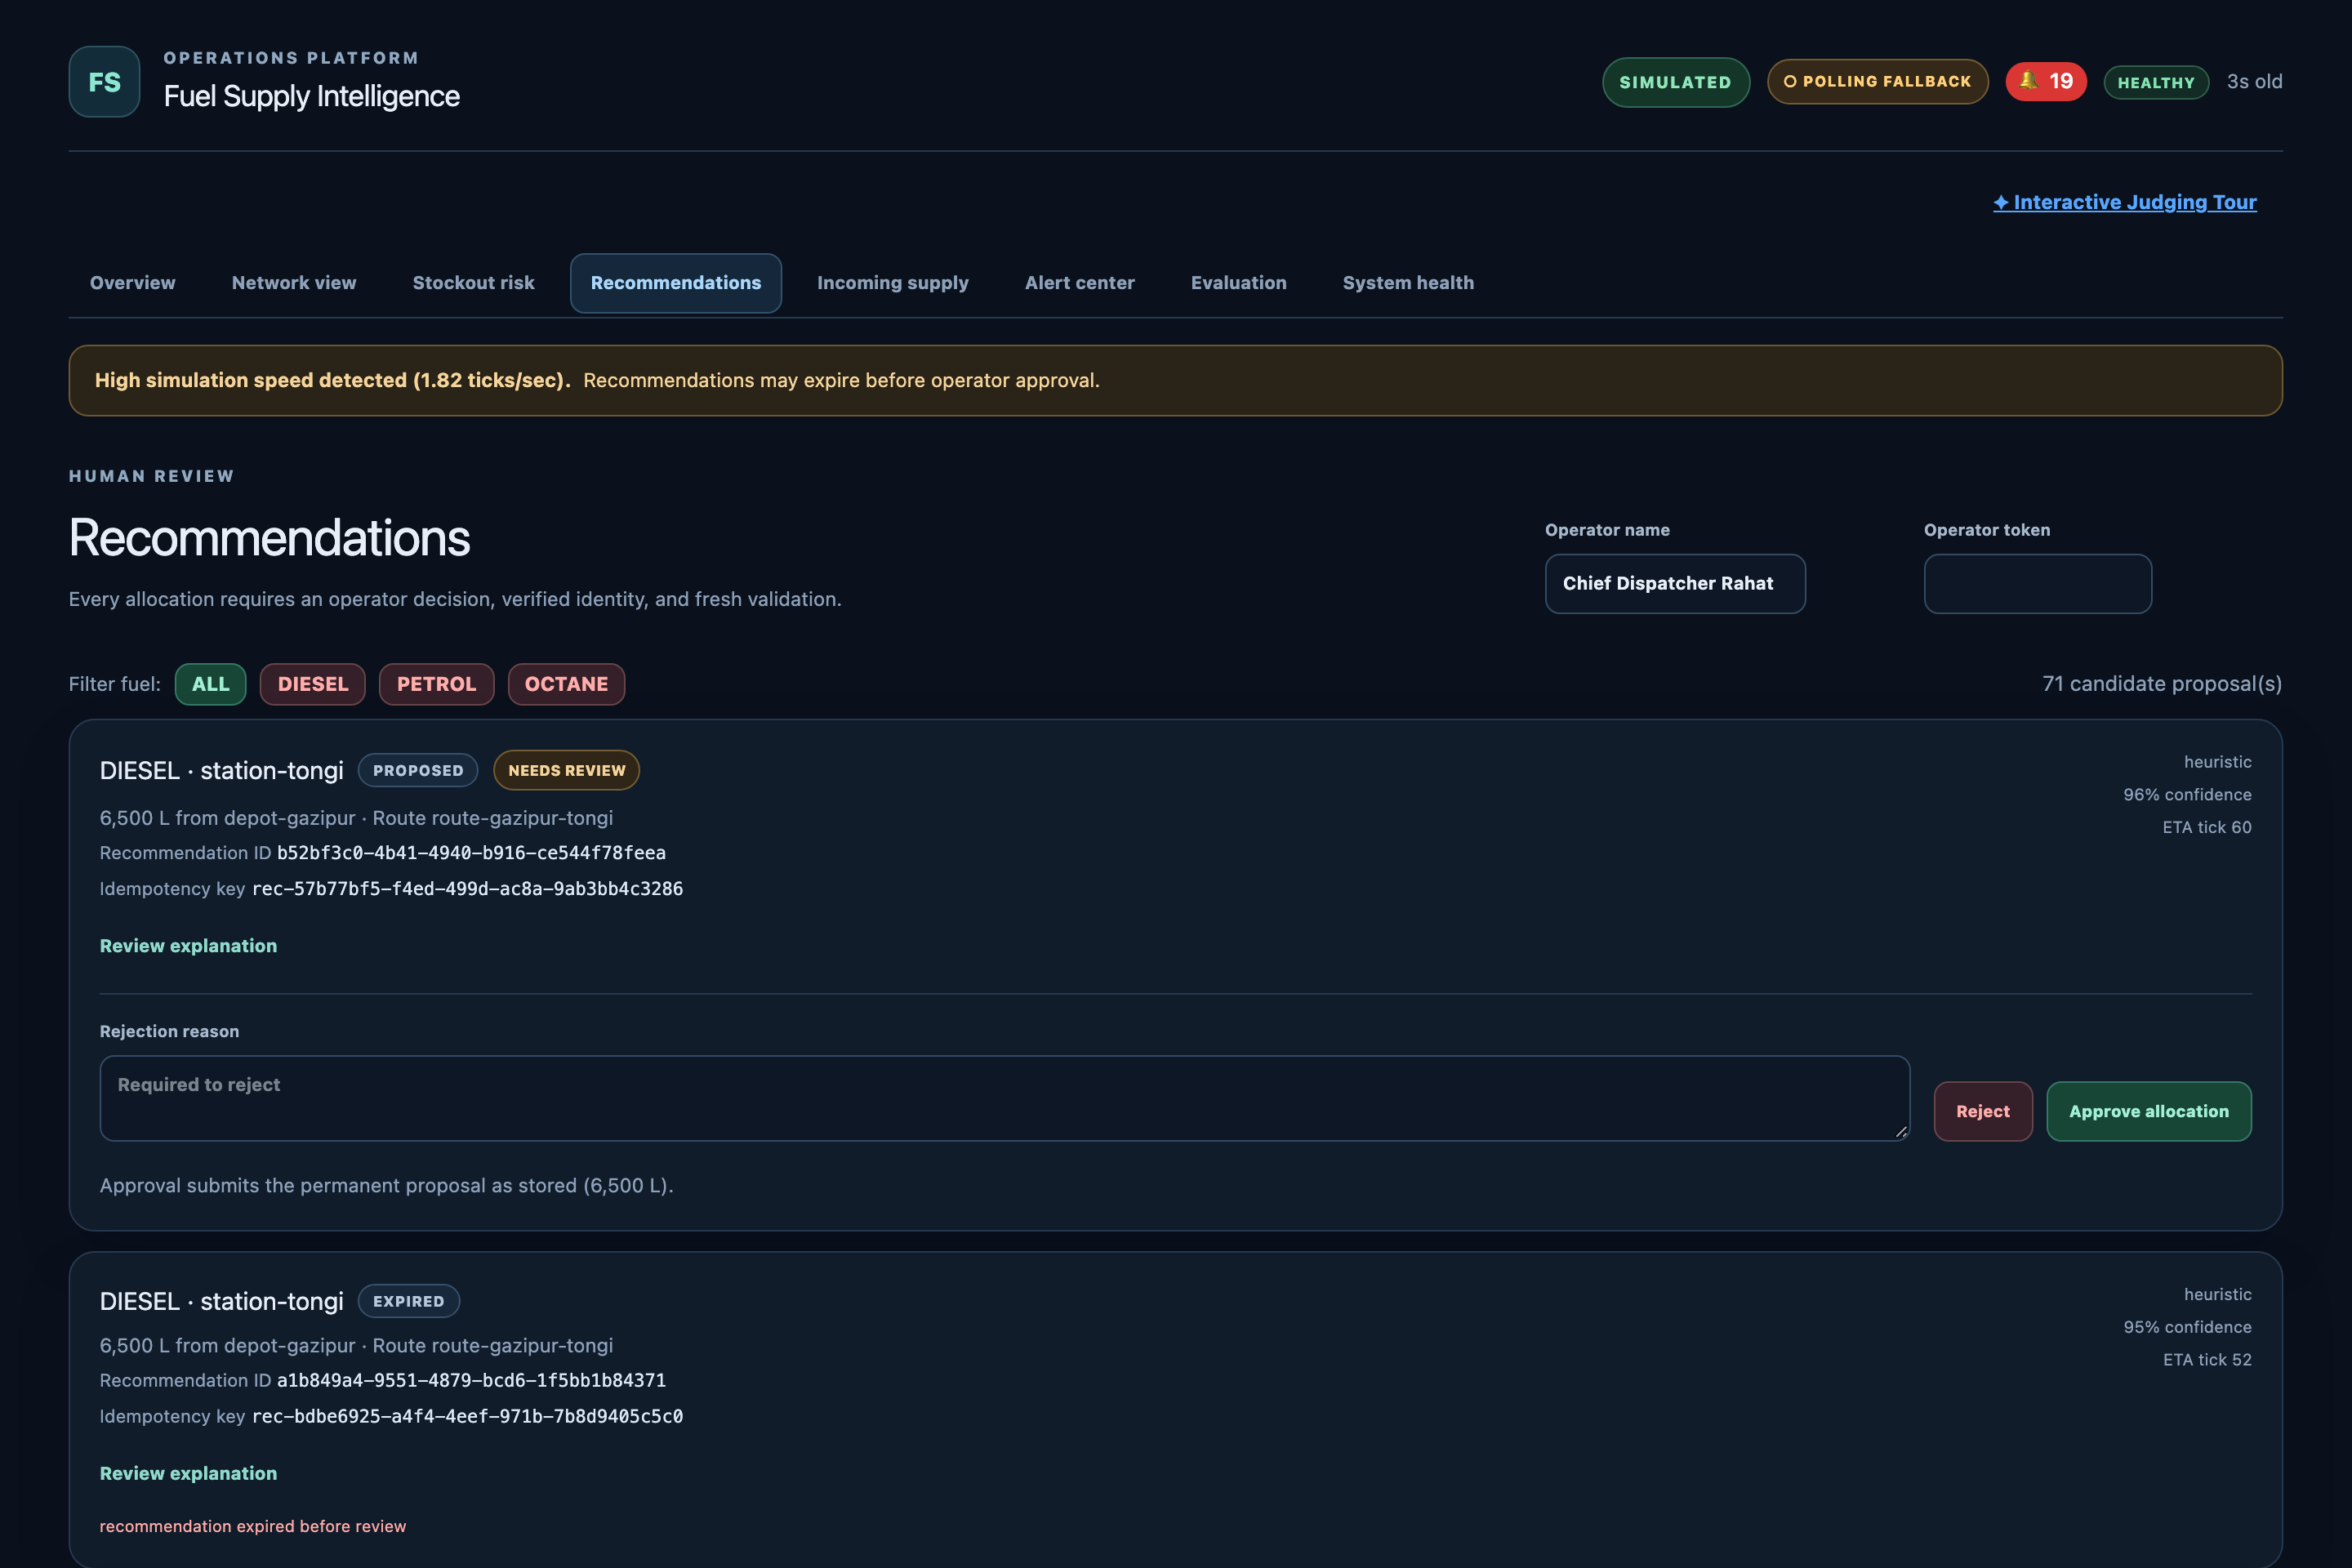 FS
OPERATIONS PLATFORM
Fuel Supply Intelligence
SIMULATED
POLLING FALLBACK
19
HEALTHY
3s old
✦ Interactive Judging Tour
Overview
Network view
Stockout risk
Recommendations
Incoming supply
Alert center
Evaluation
System health
High simulation speed detected (1.82 ticks/sec). Recommendations may expire before operator approval.
HUMAN REVIEW
Recommendations
Every allocation requires an operator decision, verified identity, and fresh validation.
Operator name
Chief Dispatcher Rahat
Operator token
Filter fuel:
ALL
DIESEL
PETROL
OCTANE
71 candidate proposal(s)
DIESEL · station-tongi
PROPOSED
NEEDS REVIEW
6,500 L from depot-gazipur · Route route-gazipur-tongi
Recommendation ID b52bf3c0-4b41-4940-b916-ce544f78feea
Idempotency key rec-57b77bf5-f4ed-499d-ac8a-9ab3bb4c3286
heuristic
96% confidence
ETA tick 60
Review explanation
Rejection reason
Required to reject
Reject
Approve allocation
Approval submits the permanent proposal as stored (6,500 L).
DIESEL · station-tongi
EXPIRED
6,500 L from depot-gazipur · Route route-gazipur-tongi
Recommendation ID a1b849a4-9551-4879-bcd6-1f5bb1b84371
Idempotency key rec-bdbe6925-a4f4-4eef-971b-7b8d9405c5c0
heuristic
95% confidence
ETA tick 52
Review explanation
recommendation expired before review